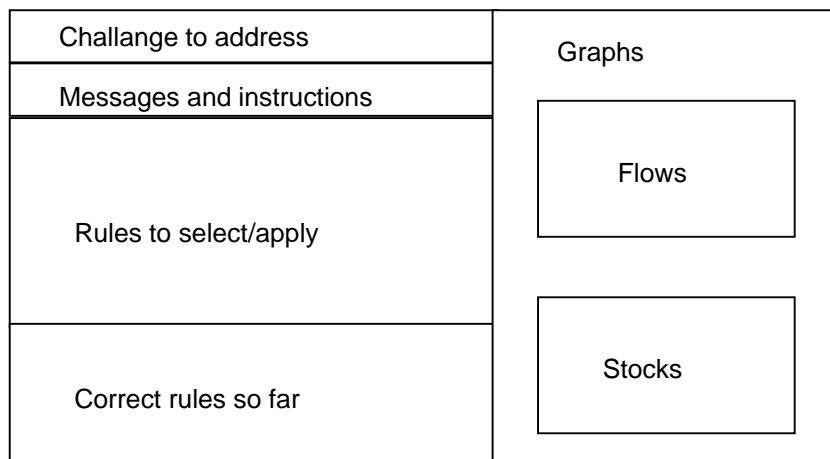 Challange to address
Messages and instructions
Rules to select/apply
Correct rules so far
Graphs
Flows
Stocks